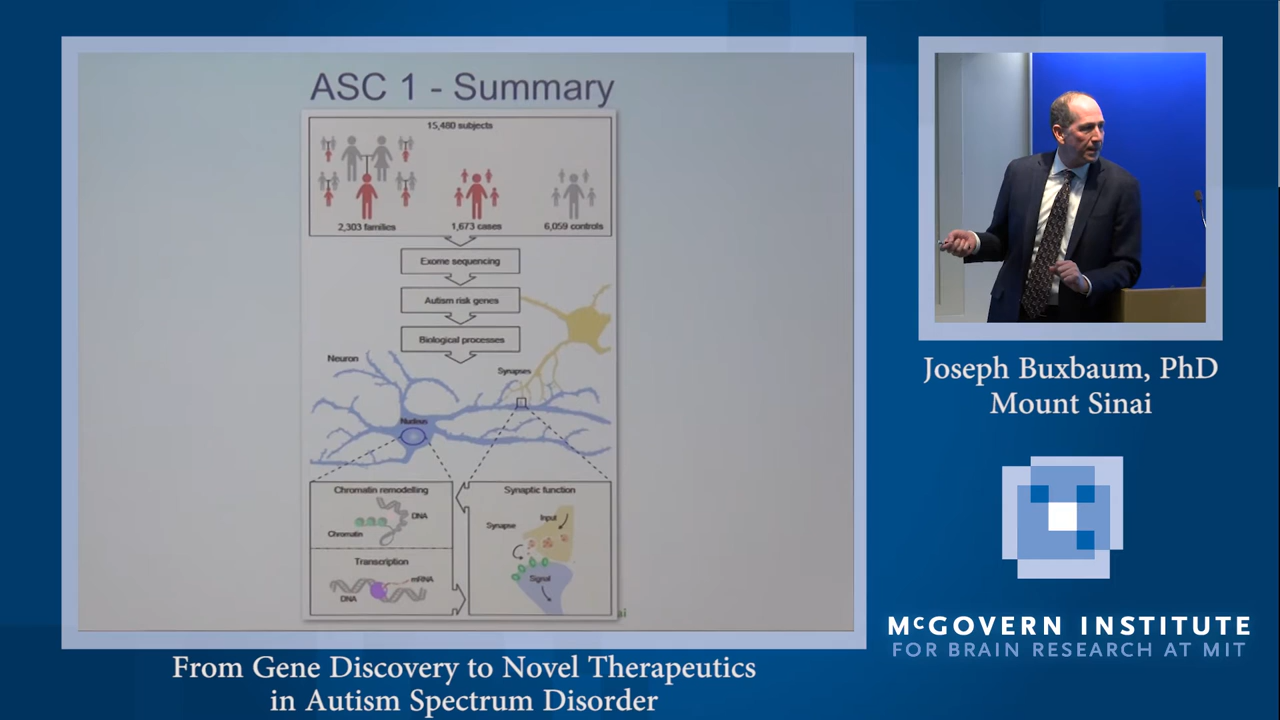 ASC 1 - Summary
15,480 subjects
2,303 families
1,673 cases
6,059 controls
Exome sequencing
Autism risk genes
Biological processes
Neuron
Synapses
Nucleus
Chromatin remodelling
DNA
Chromatin
Transcription
mRNA
DNA
Synaptic function
Input
Synapse
Signal
Joseph Buxbaum, PhD
Mount Sinai
McGOVERN INSTITUTE
FOR BRAIN RESEARCH AT MIT
From Gene Discovery to Novel Therapeutics
in Autism Spectrum Disorder